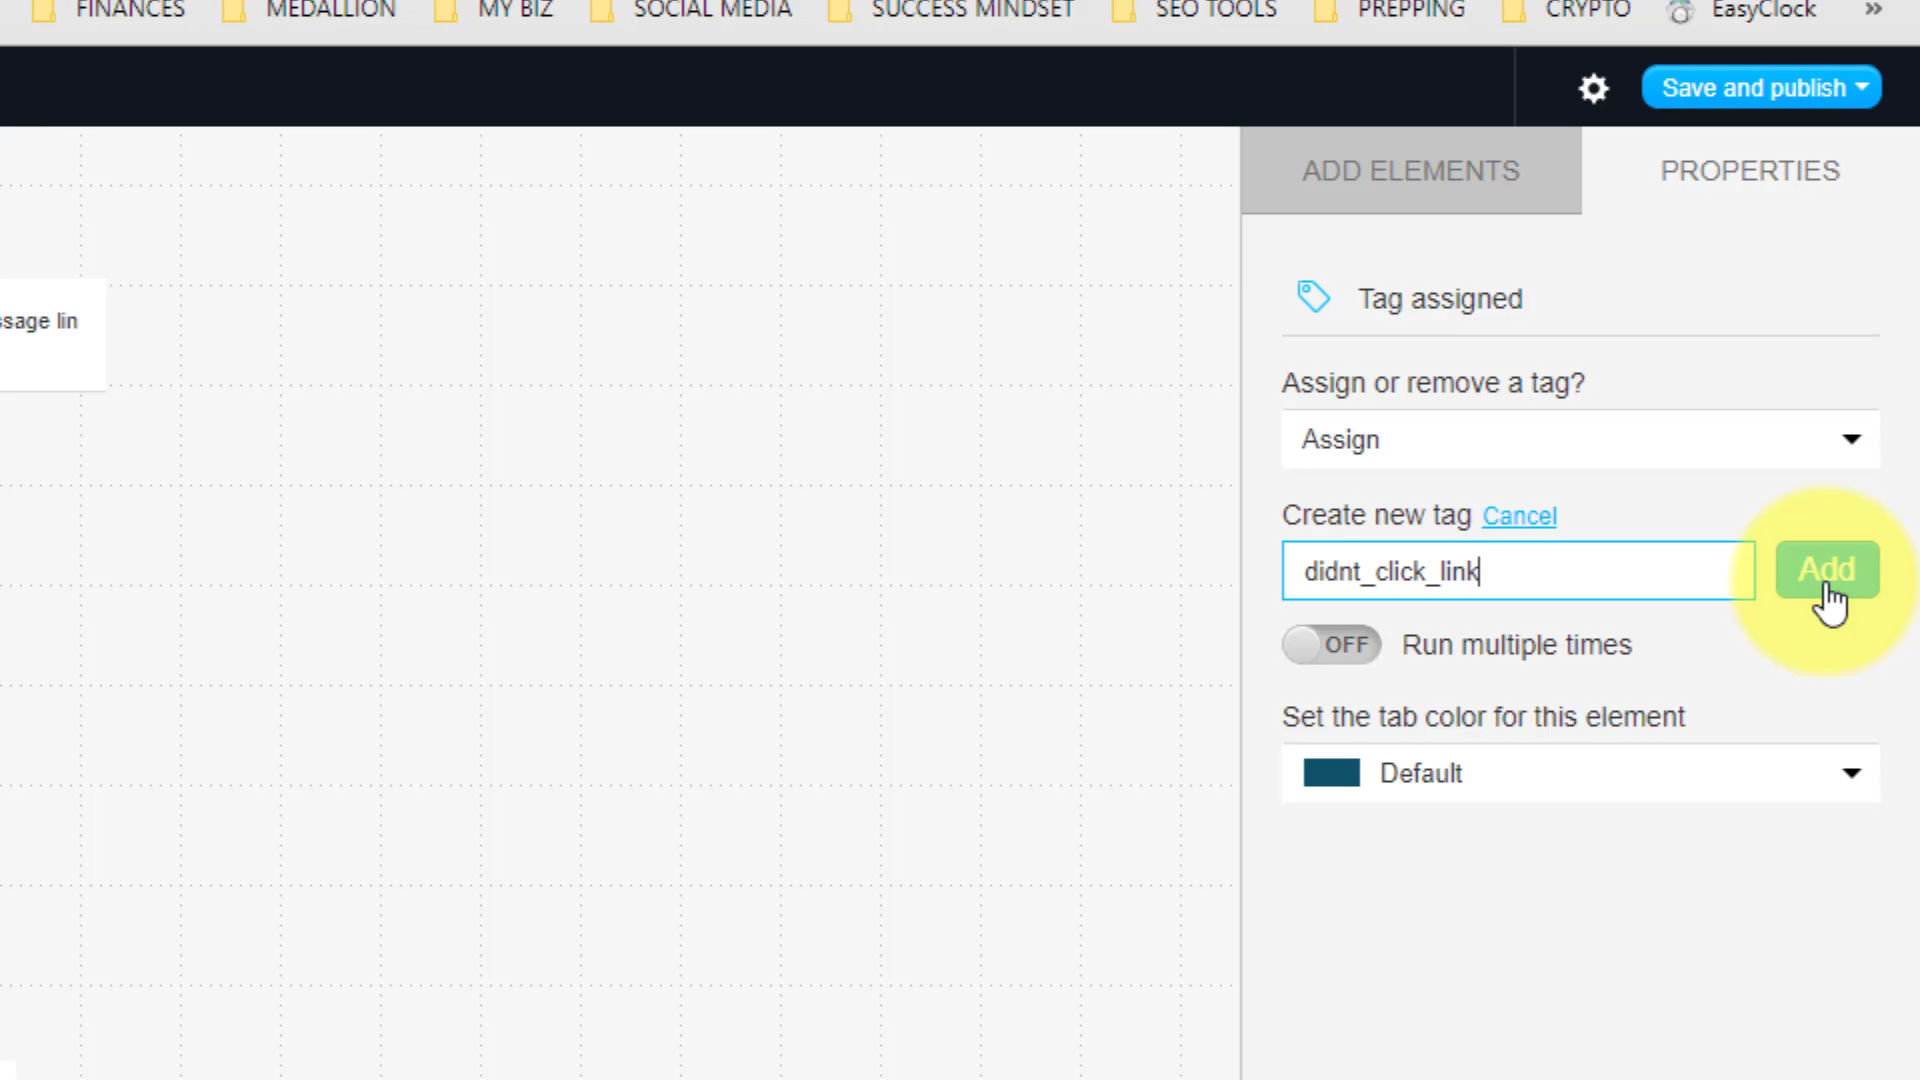 FINANCES MEDALLION MY BIZ SOCIAL MEDIA SUCCESS MINDSET SEO TOOLS PREPPING CRYPTO EasyClock »
Save and publish
ADD ELEMENTS PROPERTIES
Tag assigned
ssage lin
Assign or remove a tag?
Assign
Create new tag Cancel
didnt_click_link Add
OFF Run multiple times
Set the tab color for this element
Default